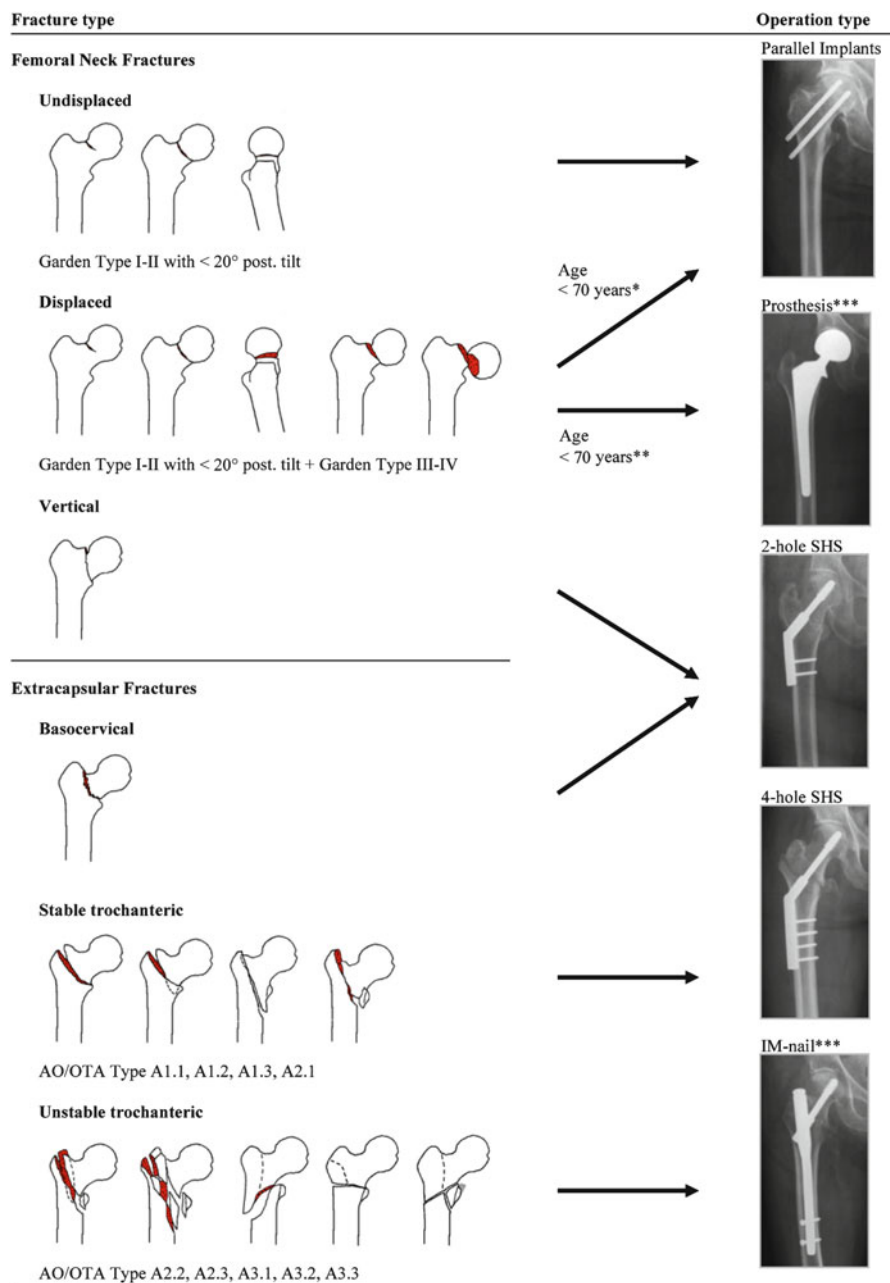 Fracture type
Operation type
Femoral Neck Fractures
Parallel Implants
Undisplaced
Garden Type I-II with < 20° post. tilt
Age
< 70 years*
Displaced
Prosthesis***
Garden Type I-II with < 20° post. tilt + Garden Type III-IV
Age
< 70 years**
Vertical
2-hole SHS
Extracapsular Fractures
Basocervical
4-hole SHS
Stable trochanteric
AO/OTA Type A1.1, A1.2, A1.3, A2.1
IM-nail***
Unstable trochanteric
AO/OTA Type A2.2, A2.3, A3.1, A3.2, A3.3